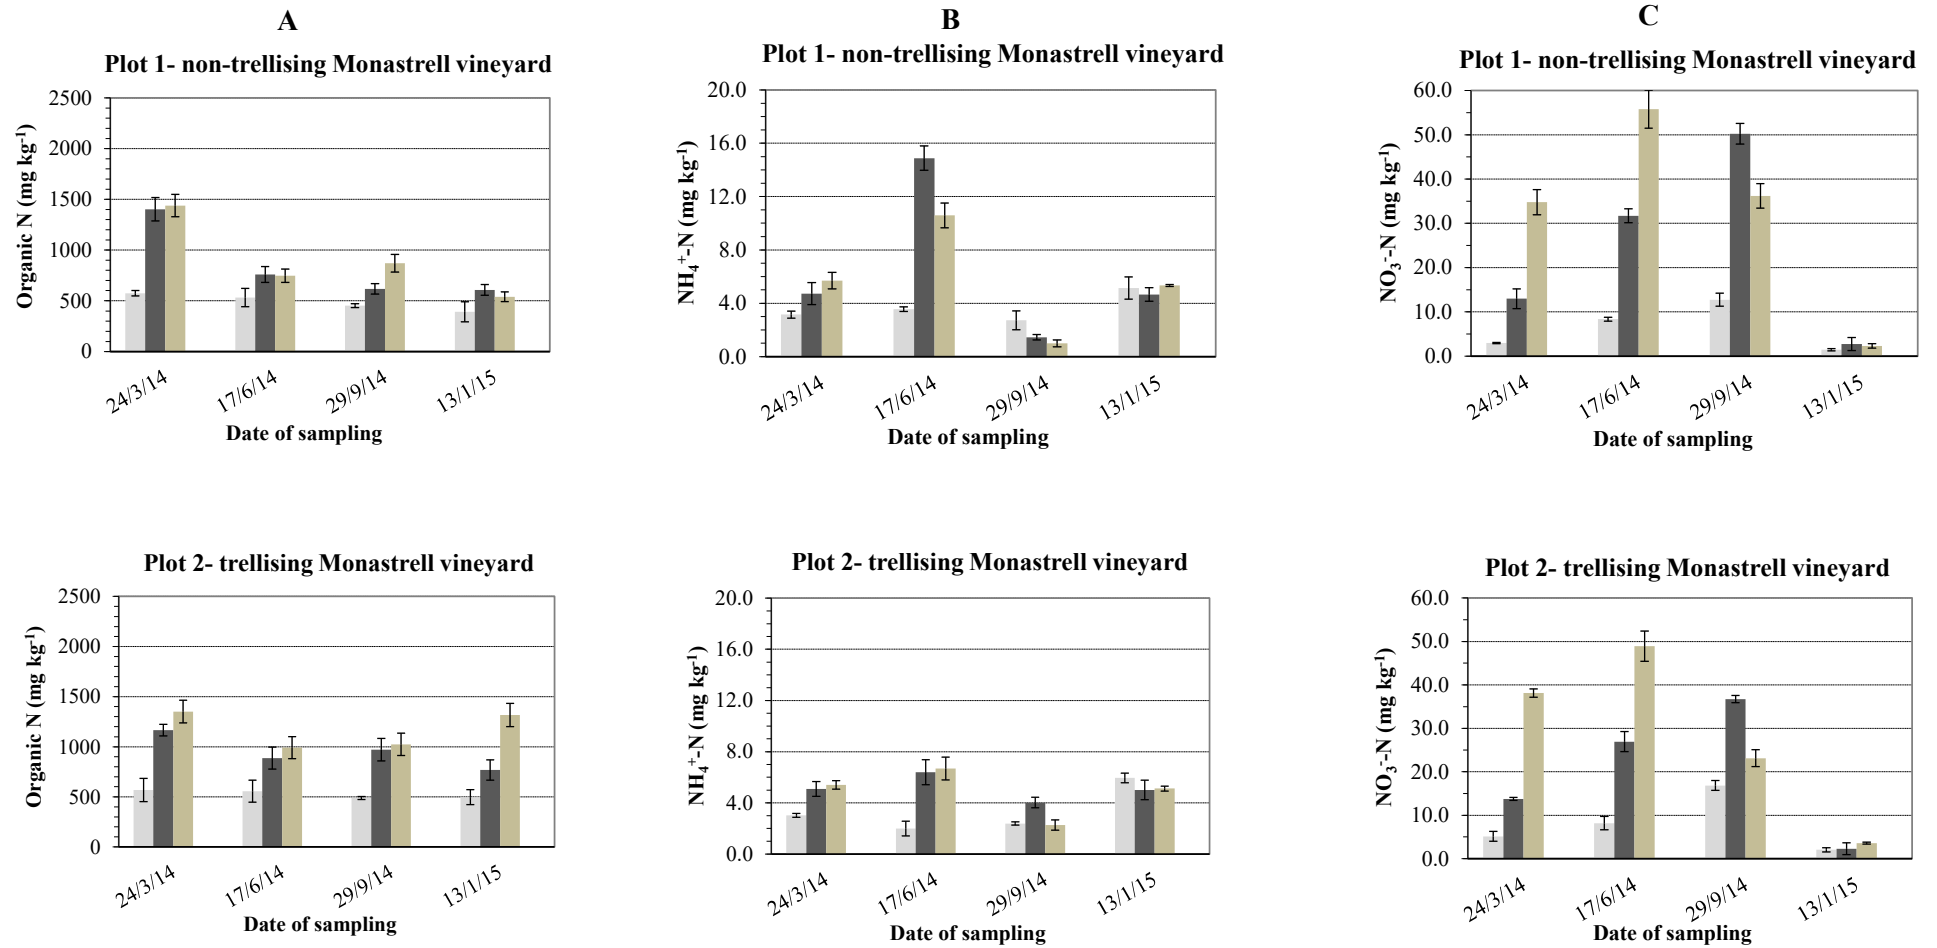 A
Plot 1- non-trellising Monastrell vineyard
Organic N (mg kg⁻¹)
2500
2000
1500
1000
500
0
24/3/14
17/6/14
29/9/14
13/1/15
Date of sampling
B
Plot 1- non-trellising Monastrell vineyard
NH₄⁺-N (mg kg⁻¹)
20.0
16.0
12.0
8.0
4.0
0.0
24/3/14
17/6/14
29/9/14
13/1/15
Date of sampling
C
Plot 1- non-trellising Monastrell vineyard
NO₃⁻-N (mg kg⁻¹)
60.0
50.0
40.0
30.0
20.0
10.0
0.0
24/3/14
17/6/14
29/9/14
13/1/15
Date of sampling
Plot 2- trellising Monastrell vineyard
Organic N (mg kg⁻¹)
2500
2000
1500
1000
500
0
24/3/14
17/6/14
29/9/14
13/1/15
Date of sampling
Plot 2- trellising Monastrell vineyard
NH₄⁺-N (mg kg⁻¹)
20.0
16.0
12.0
8.0
4.0
0.0
24/3/14
17/6/14
29/9/14
13/1/15
Date of sampling
Plot 2- trellising Monastrell vineyard
NO₃⁻-N (mg kg⁻¹)
60.0
50.0
40.0
30.0
20.0
10.0
0.0
24/3/14
17/6/14
29/9/14
13/1/15
Date of sampling